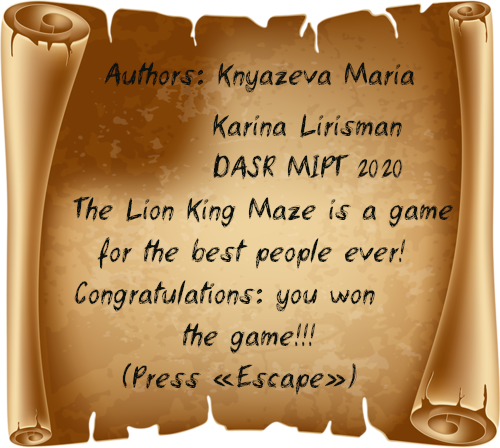 Authors: Knyazeva Maria
Karina Lirisman
DASR MIPT 2020
The Lion King Maze is a game
for the best people ever!
Congratulations: you won
the game!!!
(Press «Escape»)